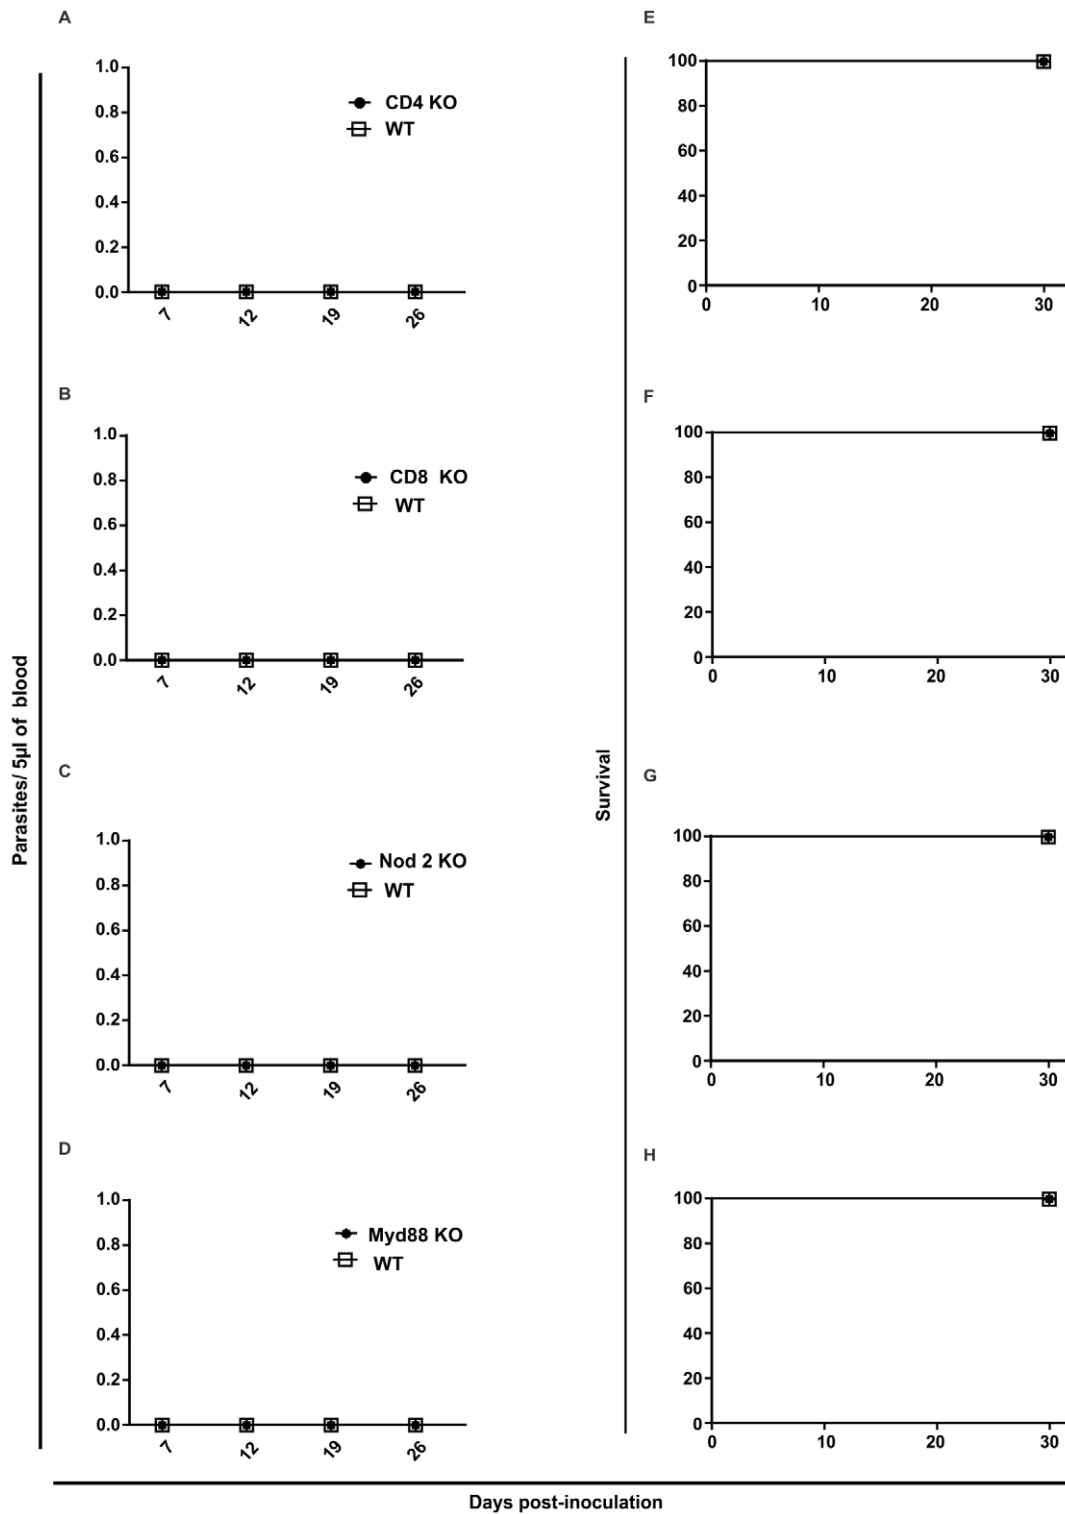 A
1.0
0.8
0.6
0.4
0.2
0.0
CD4 KO
WT
7 12 19 26
E
100
80
60
40
20
0
0 10 20 30
B
1.0
0.8
0.6
0.4
0.2
0.0
CD8 KO
WT
7 12 19 26
F
100
80
60
40
20
0
0 10 20 30
Parasites/ 5µl of blood
Survival
C
1.0
0.8
0.6
0.4
0.2
0.0
Nod 2 KO
WT
7 12 19 26
G
100
80
60
40
20
0
0 10 20 30
D
1.0
0.8
0.6
0.4
0.2
0.0
Myd88 KO
WT
7 12 19 26
H
100
80
60
40
20
0
0 10 20 30
Days post-inoculation